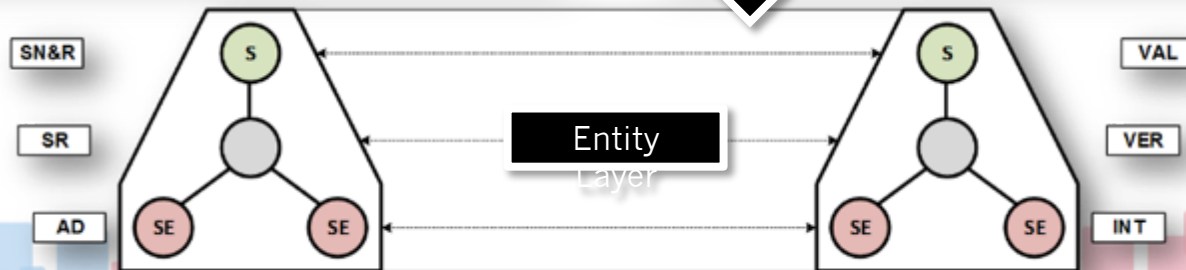 SN&R S S VAL
SR Entity VER
Layer
AD SE SE SE SE INT